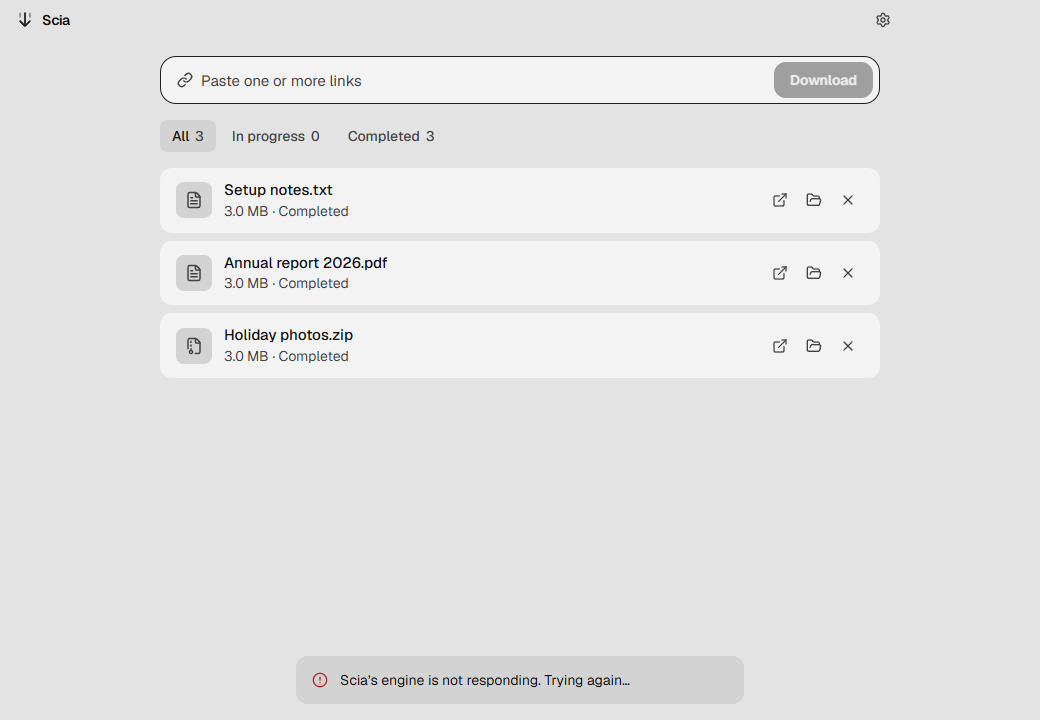 Scia
Paste one or more links
Download
All 3
In progress 0
Completed 3
Setup notes.txt
3.0 MB · Completed
Annual report 2026.pdf
3.0 MB · Completed
Holiday photos.zip
3.0 MB · Completed
Scia's engine is not responding. Trying again…